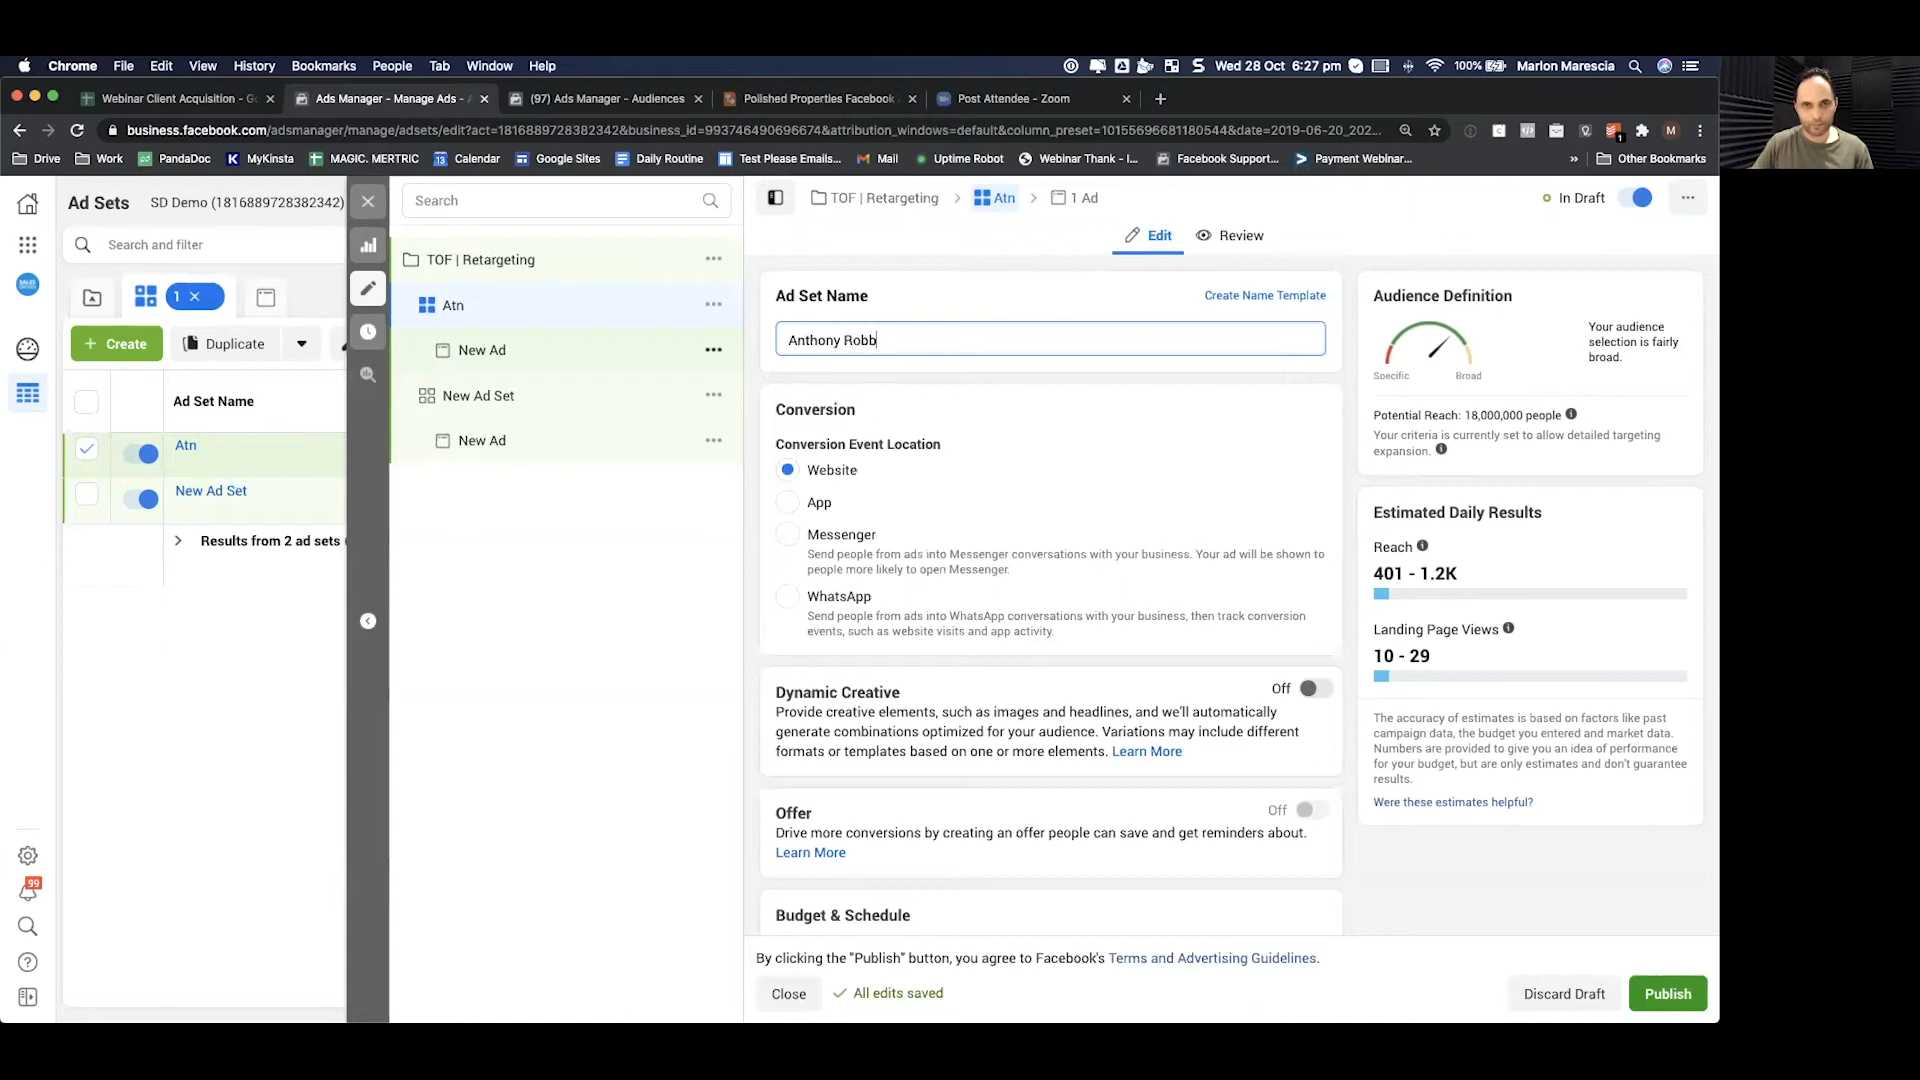 Chrome File Edit View History Bookmarks People Tab Window Help
Wed 28 Oct 6:27 pm 100% Marlon Marescia
Webinar Client Acquisition - G
Ads Manager - Manage Ads -
(97) Ads Manager - Audiences
Polished Properties Facebook
Post Attendee - Zoom
business.facebook.com/adsmanager/manage/adsets/edit?act=1816889728382342&business_id=993746490696674&attribution_windows=default&column_preset=10155696681180544&date=2019-06-20_202...
Drive Work PandaDoc MyKinsta MAGIC. MERTRIC Calendar Google Sites Daily Routine Test Please Emails... Mail Uptime Robot Webinar Thank - I... Facebook Support... Payment Webinar... » Other Bookmarks
Ad Sets SD Demo (1816889728382342)
Search and filter
1
Create Duplicate
Ad Set Name
Atn
New Ad Set
Results from 2 ad sets
99
Search
TOF | Retargeting
Atn
New Ad
New Ad Set
New Ad
TOF | Retargeting Atn 1 Ad
In Draft
Edit Review
Ad Set Name
Create Name Template
Anthony Robb
Conversion
Conversion Event Location
Website
App
Messenger
Send people from ads into Messenger conversations with your business. Your ad will be shown to
people more likely to open Messenger.
WhatsApp
Send people from ads into WhatsApp conversations with your business, then track conversion
events, such as website visits and app activity.
Dynamic Creative
Off
Provide creative elements, such as images and headlines, and we'll automatically
generate combinations optimized for your audience. Variations may include different
formats or templates based on one or more elements. Learn More
Offer
Off
Drive more conversions by creating an offer people can save and get reminders about.
Learn More
Budget & Schedule
Audience Definition
Specific Broad
Your audience
selection is fairly
broad.
Potential Reach: 18,000,000 people
Your criteria is currently set to allow detailed targeting
expansion.
Estimated Daily Results
Reach
401 - 1.2K
Landing Page Views
10 - 29
The accuracy of estimates is based on factors like past
campaign data, the budget you entered and market data.
Numbers are provided to give you an idea of performance
for your budget, but are only estimates and don't guarantee
results.
Were these estimates helpful?
By clicking the "Publish" button, you agree to Facebook's Terms and Advertising Guidelines.
Close All edits saved
Discard Draft Publish